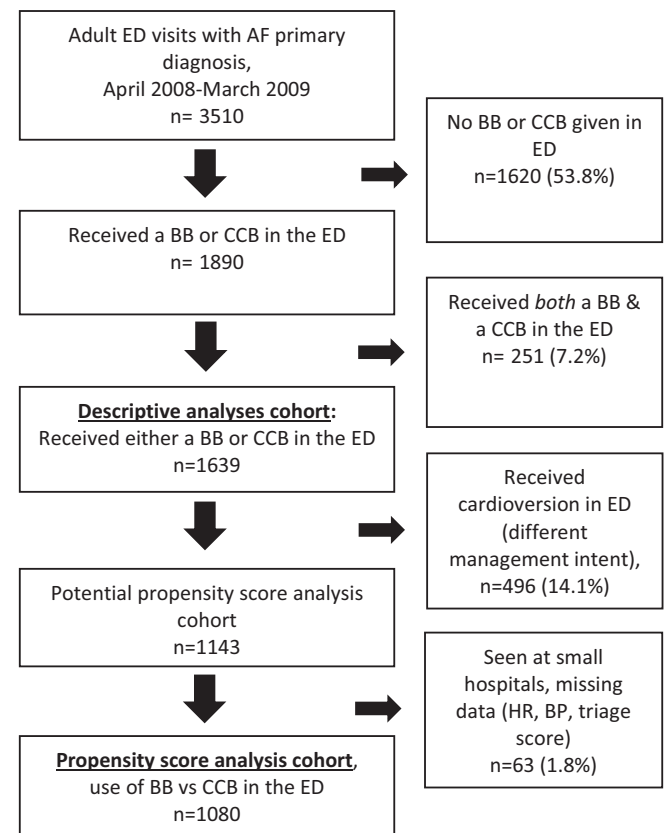 Adult ED visits with AF primary
diagnosis,
April 2008-March 2009
n= 3510
No BB or CCB given in
ED
n=1620 (53.8%)
Received a BB or CCB in the ED
n= 1890
Received both a BB &
a CCB in the ED
n= 251 (7.2%)
Descriptive analyses cohort:
Received either a BB or CCB in the ED
n=1639
Received
cardioversion in ED
(different
management intent),
n=496 (14.1%)
Potential propensity score analysis
cohort
n=1143
Seen at small
hospitals, missing
data (HR, BP, triage
score)
n=63 (1.8%)
Propensity score analysis cohort,
use of BB vs CCB in the ED
n=1080